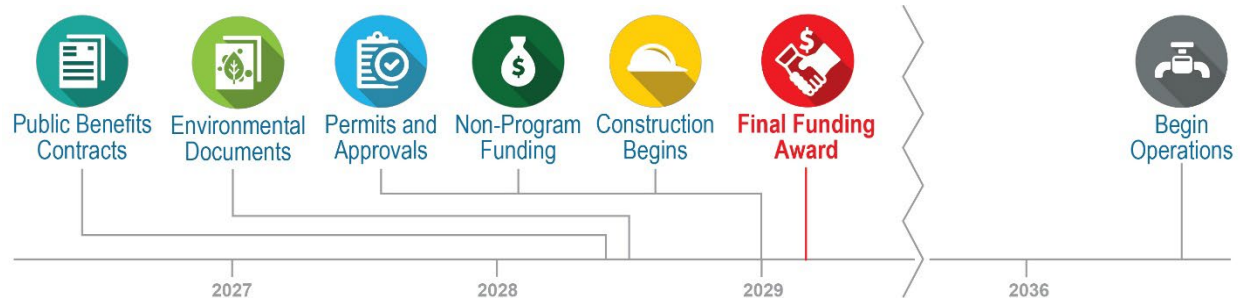 Public Benefits
Contracts
Environmental
Documents
Permits and
Approvals
$
Non-Program
Funding
Construction
Begins
$
Final Funding
Award
Begin
Operations
2027
2028
2029
2036